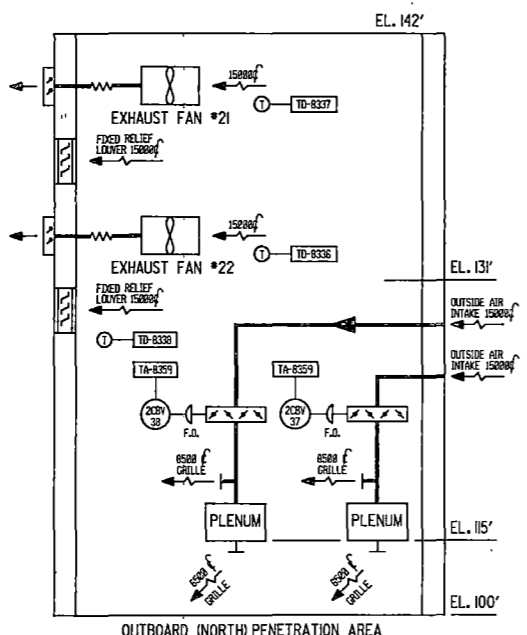 EL. 142'
15000
TD-8337
EXHAUST FAN #21
FIXED RELIEF
LOUVER 15000
15000
TD-8336
EXHAUST FAN #22
EL. 131'
FIXED RELIEF
LOUVER 15000
OUTSIDE AIR
INTAKE 15000
T TD-8338
OUTSIDE AIR
INTAKE 15000
TA-8359
TA-8359
2CBV
38
2CBV
37
F.O.
F.O.
8500
GRILLE
8500
GRILLE
PLENUM
PLENUM
EL. 115'
6500
GRILLE
6500
GRILLE
EL. 100'
OUTBOARD (NORTH) PENETRATION AREA